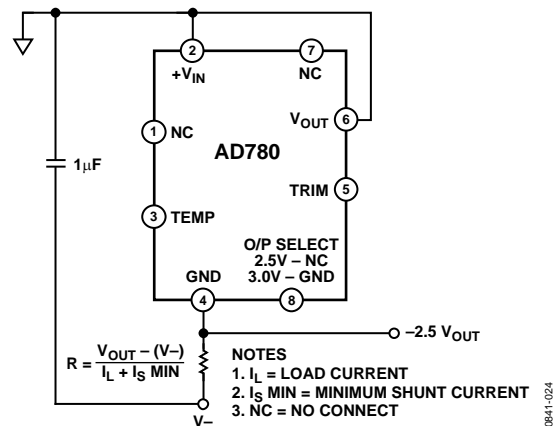 2
7
+VIN
NC
VOUT
6
1
NC
AD780
1µF
TRIM
5
3
TEMP
O/P SELECT
2.5V – NC
3.0V – GND
GND
4
8
–2.5 VOUT
R = VOUT – (V–)
IL + IS MIN
NOTES
1. IL = LOAD CURRENT
2. IS MIN = MINIMUM SHUNT CURRENT
3. NC = NO CONNECT
V–
0841-024